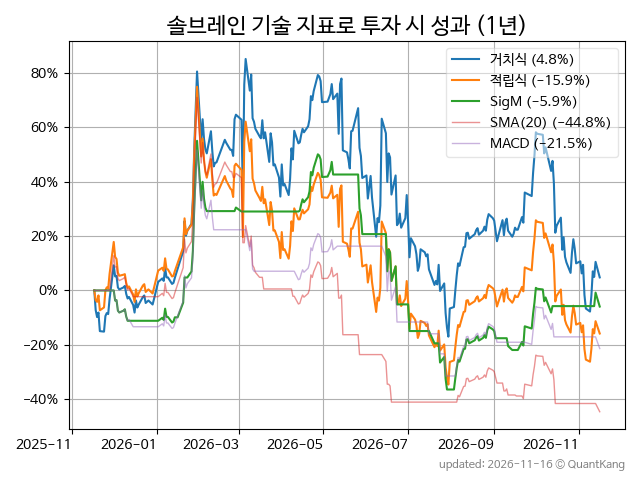 솔브레인 기술 지표로 투자 시 성과 (1년)
거치식 (4.8%)
적립식 (−15.9%)
SigM (−5.9%)
SMA(20) (−44.8%)
MACD (−21.5%)
80%
60%
40%
20%
0%
−20%
−40%
2025-11 2026-01 2026-03 2026-05 2026-07 2026-09 2026-11
updated: 2026-11-16 © QuantKang